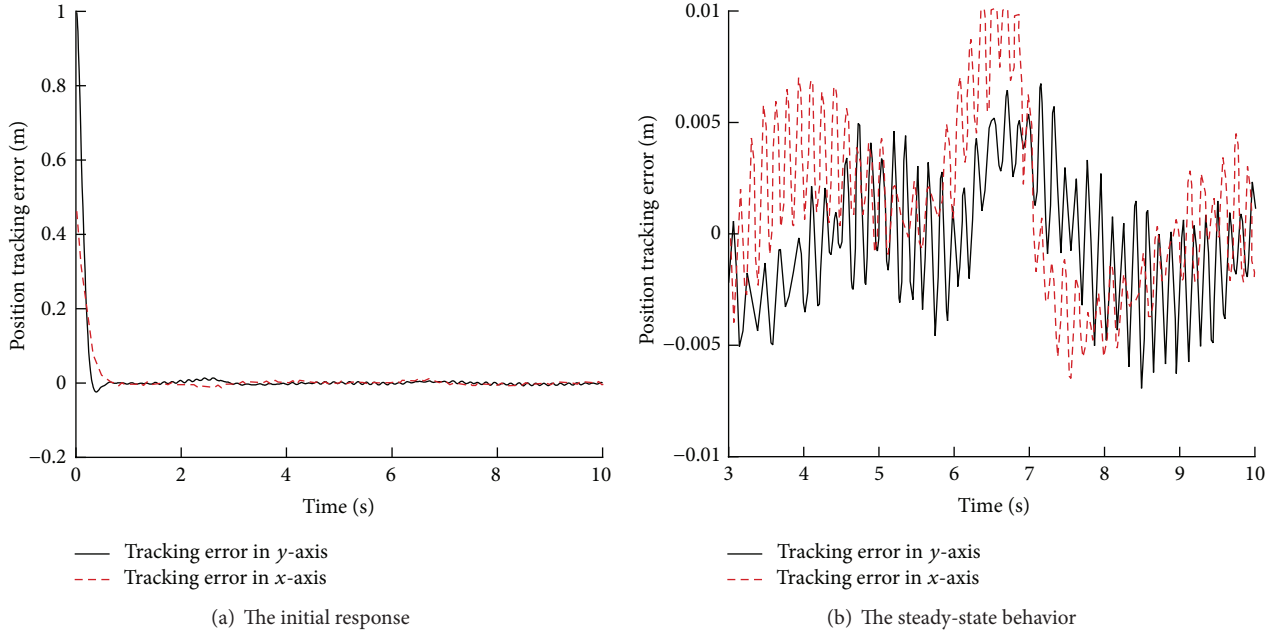 1
0.8
0.6
0.4
0.2
0
−0.2
Position tracking error (m)
0
2
4
6
8
10
Time (s)
Tracking error in y-axis
Tracking error in x-axis
(a) The initial response
0.01
0.005
0
−0.005
−0.01
Position tracking error (m)
3
4
5
6
7
8
9
10
Time (s)
Tracking error in y-axis
Tracking error in x-axis
(b) The steady-state behavior